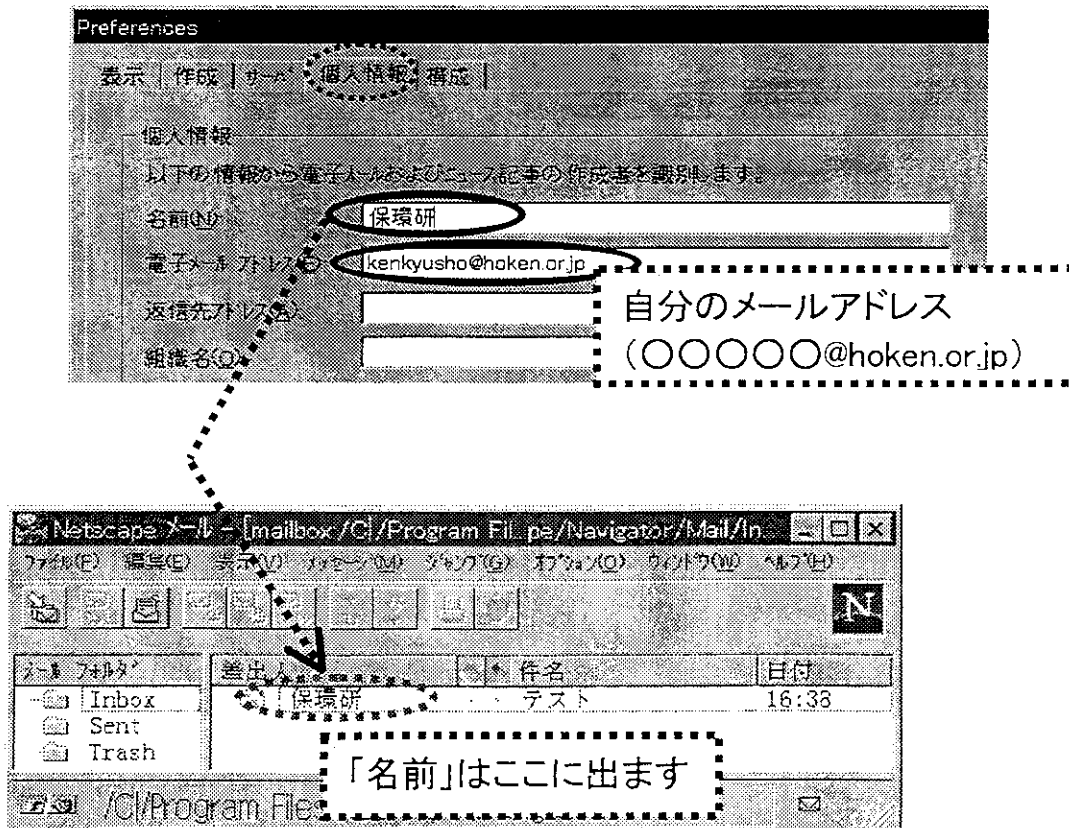 Preferences
表示 作成 サーバ 個人情報 構成
個人情報
以下の情報から電子メールおよびニュース記事の作成者を識別します。
名前(N)
保環研
電子メール アドレス
kenkyusho@hoken.or.jp
返信先アドレス(A)
組織名(O)
自分のメールアドレス
(〇〇〇〇〇@hoken.or.jp)
Netscape メール - [mailbox:/C|/Program Fil pe/Navigator/Mail/In
ファイル(F) 編集(E) 表示(V) メッセージ(M) ジャンプ(G) オプション(O) ウィンドウ(W) ヘルプ(H)
N
メール フォルダ 差出人 件名 日付
Inbox 保環研 テスト 16:38
Sent
Trash
「名前」はここに出ます
/C|/Program Files